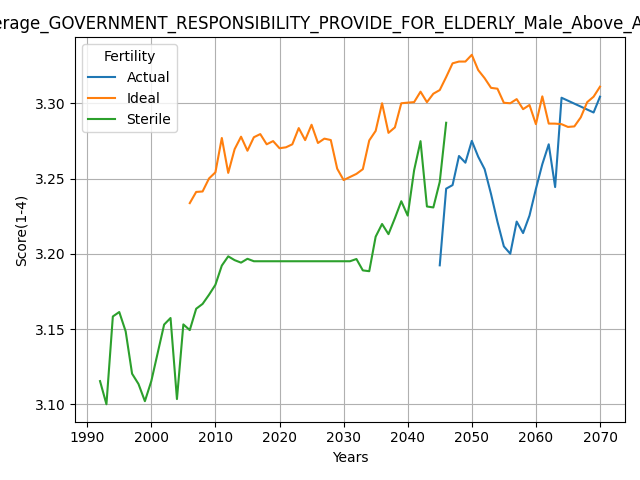 erage_GOVERNMENT_RESPONSIBILITY_PROVIDE_FOR_ELDERLY_Male_Above_A
Fertility
Actual
Ideal
Sterile
Score(1-4)
3.30
3.25
3.20
3.15
3.10
1990 2000 2010 2020 2030 2040 2050 2060 2070
Years